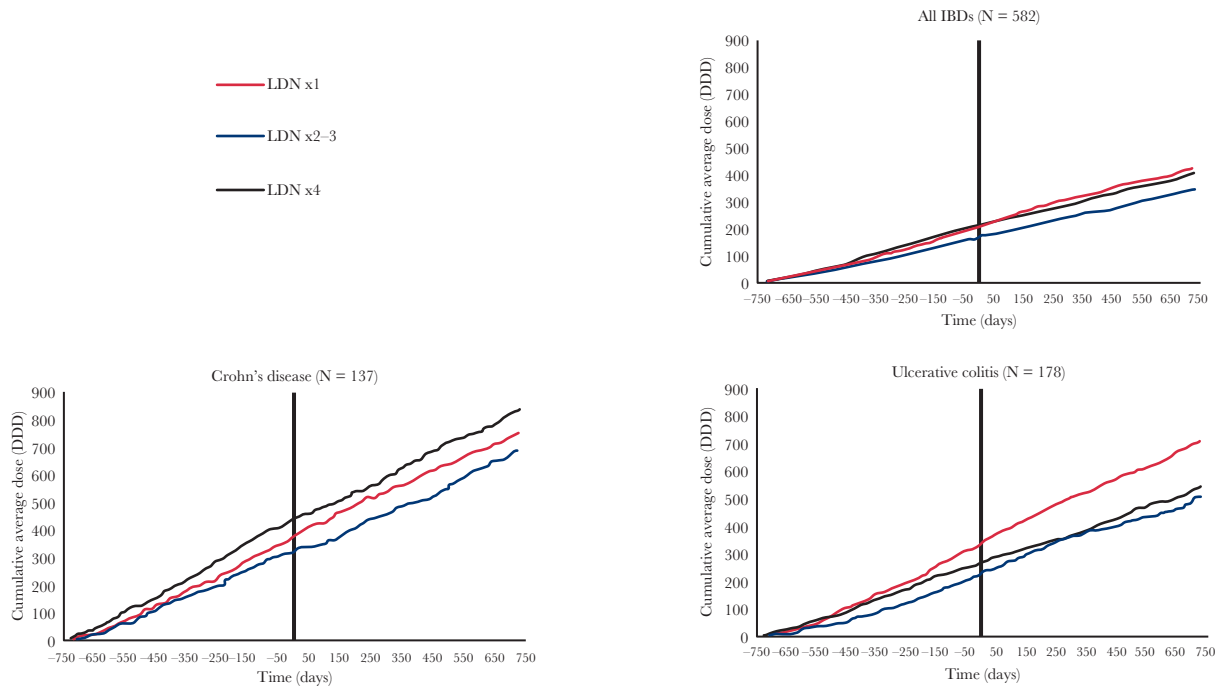 LDN x1
LDN x2–3
LDN x4
All IBDs (N = 582)
Cumulative average dose (DDD)
900
800
700
600
500
400
300
200
100
0
–750 –650 –550 –450 –350 –250 –150 –50 50 150 250 350 450 550 650 750
Time (days)
Crohn's disease (N = 137)
Cumulative average dose (DDD)
900
800
700
600
500
400
300
200
100
0
–750 –650 –550 –450 –350 –250 –150 –50 50 150 250 350 450 550 650 750
Time (days)
Ulcerative colitis (N = 178)
Cumulative average dose (DDD)
900
800
700
600
500
400
300
200
100
0
–750 –650 –550 –450 –350 –250 –150 –50 50 150 250 350 450 550 650 750
Time (days)